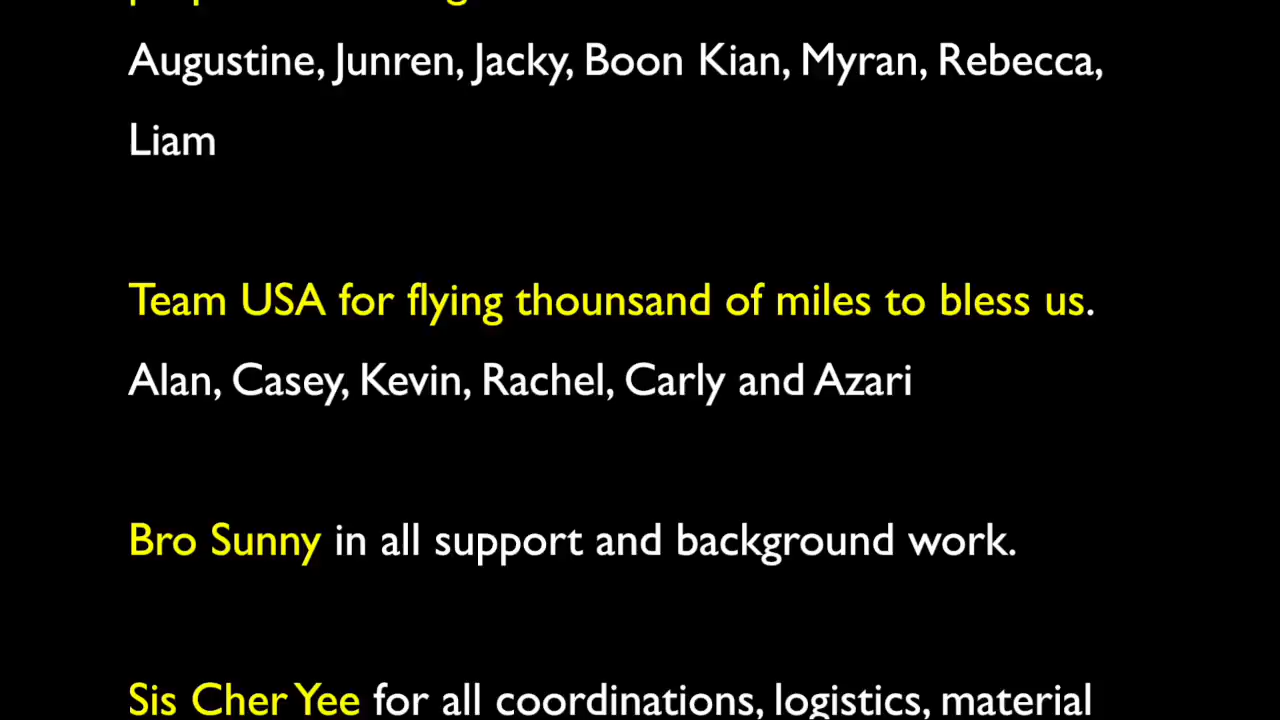 Augustine, Junren, Jacky, Boon Kian, Myran, Rebecca,
Liam
Team USA for flying thounsand of miles to bless us.
Alan, Casey, Kevin, Rachel, Carly and Azari
Bro Sunny in all support and background work.
Sis Cher Yee for all coordinations, logistics, material